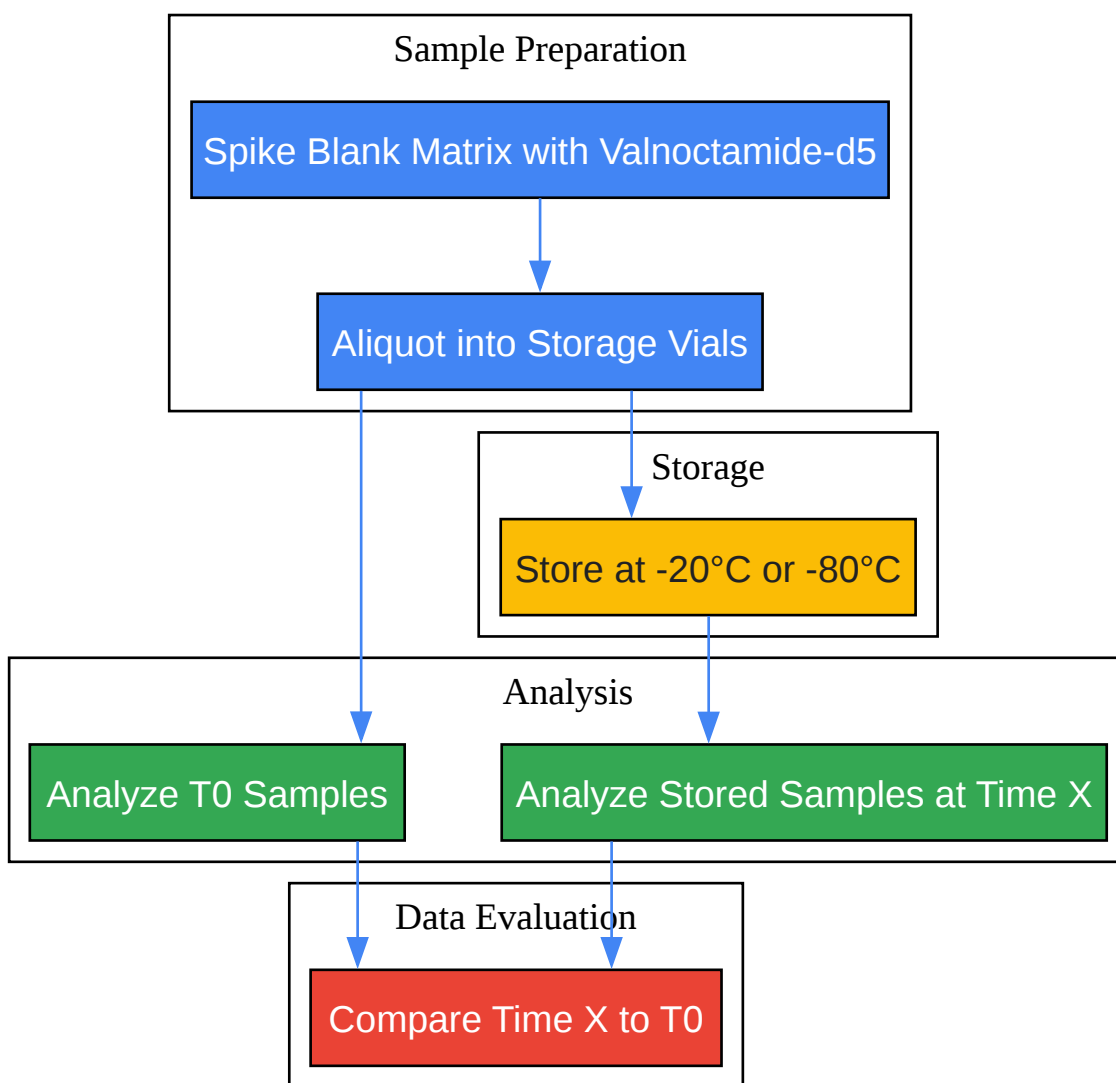 Sample Preparation
Spike Blank Matrix with Valnoctamide-d5
Aliquot into Storage Vials
Storage
Store at -20°C or -80°C
Analysis
Analyze T0 Samples
Analyze Stored Samples at Time X
Data Evaluation
Compare Time X to T0